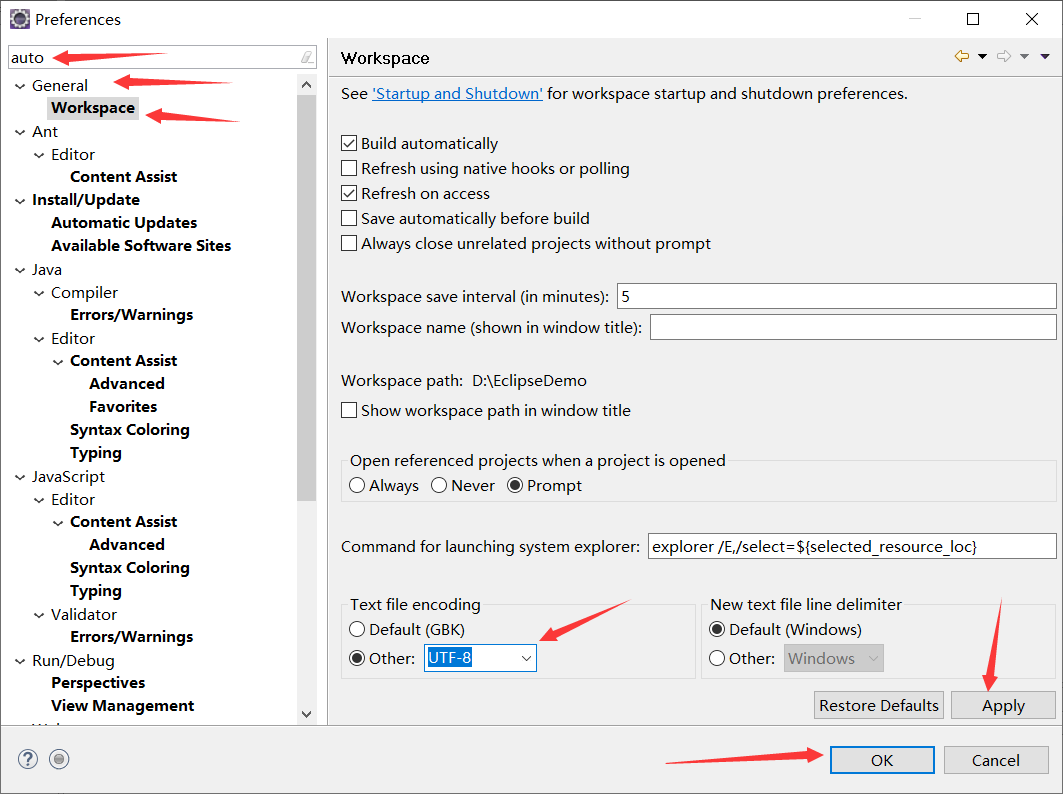 Preferences
auto
General
Workspace
Ant
Editor
Content Assist
Install/Update
Automatic Updates
Available Software Sites
Java
Compiler
Errors/Warnings
Editor
Content Assist
Advanced
Favorites
Syntax Coloring
Typing
JavaScript
Editor
Content Assist
Advanced
Syntax Coloring
Typing
Validator
Errors/Warnings
Run/Debug
Perspectives
View Management
Workspace
See 'Startup and Shutdown' for workspace startup and shutdown preferences.
Build automatically
Refresh using native hooks or polling
Refresh on access
Save automatically before build
Always close unrelated projects without prompt
Workspace save interval (in minutes): 5
Workspace name (shown in window title):
Workspace path: D:\EclipseDemo
Show workspace path in window title
Open referenced projects when a project is opened
Always Never Prompt
Command for launching system explorer: explorer /E,/select=${selected_resource_loc}
Text file encoding
Default (GBK)
Other: UTF-8
New text file line delimiter
Default (Windows)
Other: Windows
Restore Defaults Apply
? OK Cancel